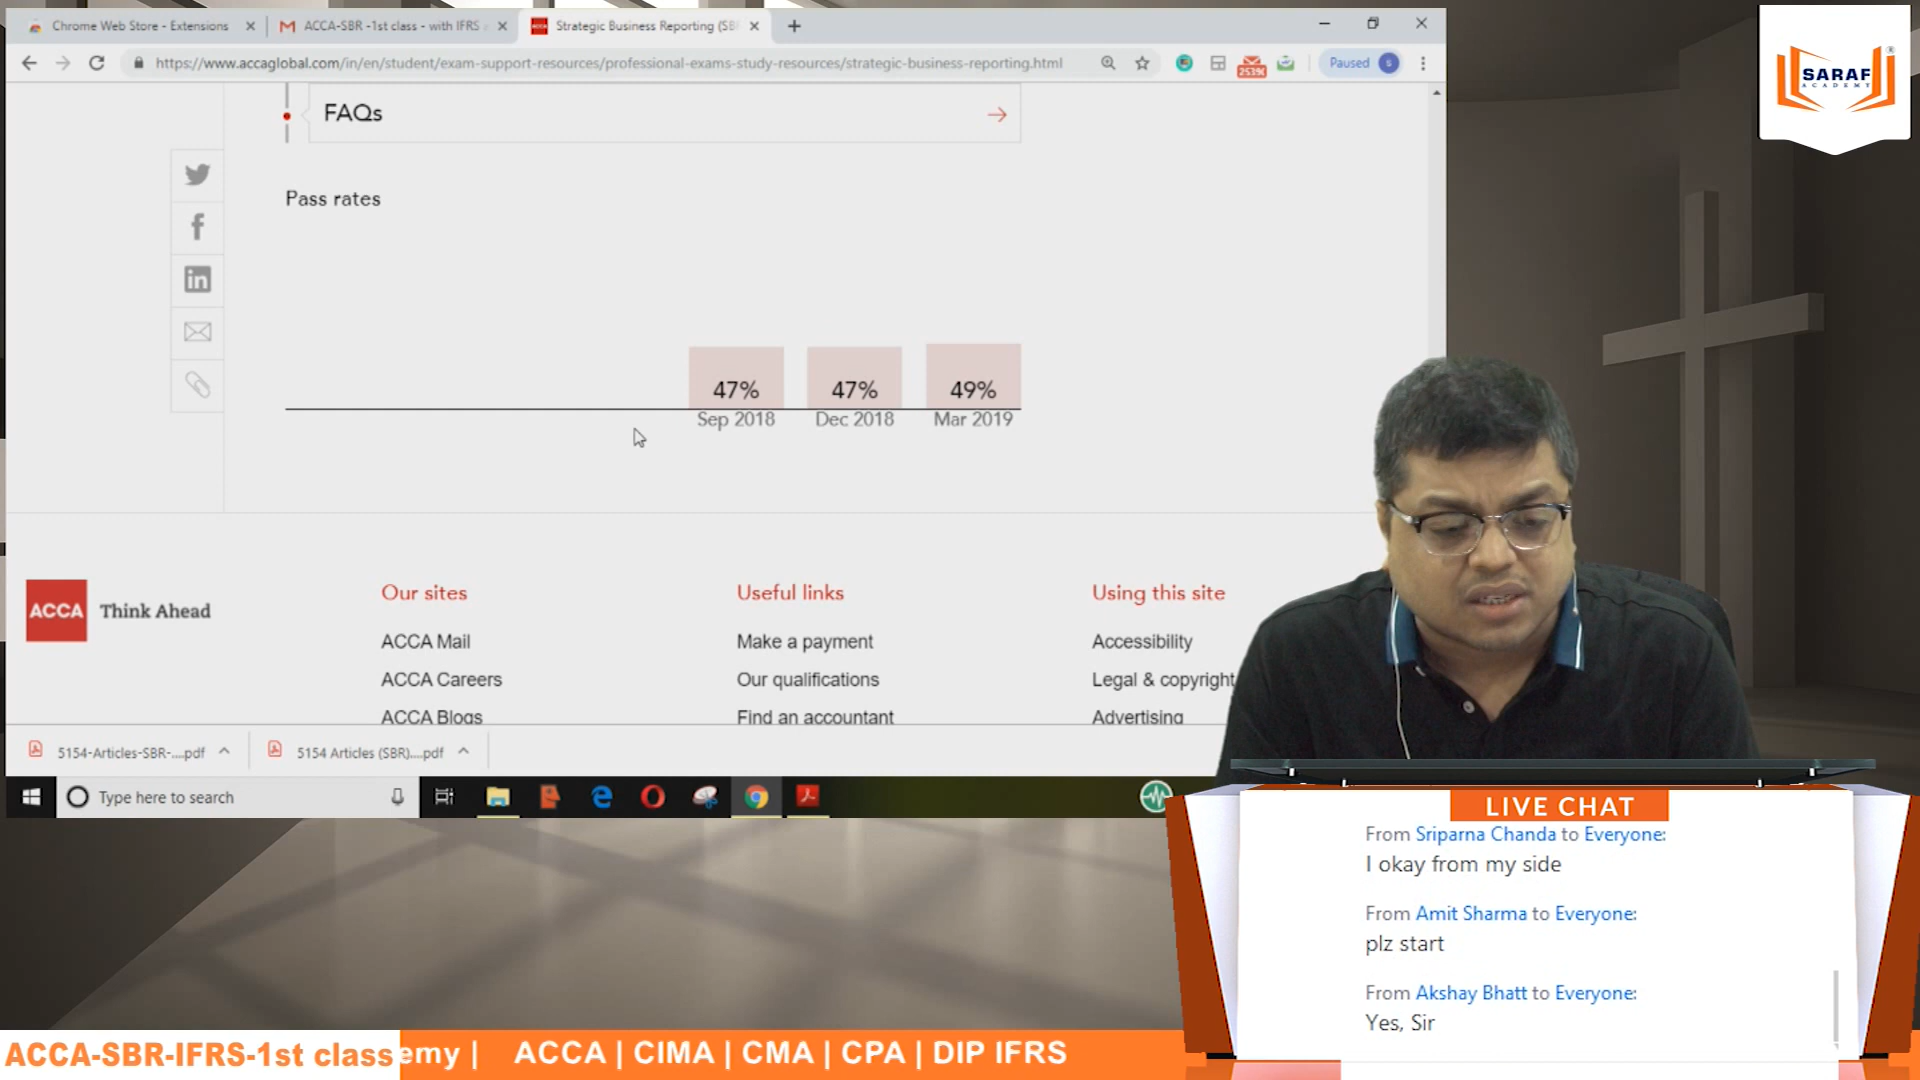 Chrome Web Store - Extensions
ACCA-SBR -1st class - with IFRS
Strategic Business Reporting (SB
https://www.accaglobal.com/in/en/student/exam-support-resources/professional-exams-study-resources/strategic-business-reporting.html
Paused
S
SARAF
ACADEMY
FAQs
Pass rates
47%
47%
49%
Sep 2018
Dec 2018
Mar 2019
ACCA
Think Ahead
Our sites
ACCA Mail
ACCA Careers
ACCA Blogs
Useful links
Make a payment
Our qualifications
Find an accountant
Using this site
Accessibility
Legal & copyright
Advertising
5154-Articles-SBR-....pdf
5154 Articles (SBR)....pdf
Type here to search
LIVE CHAT
From Sriparna Chanda to Everyone:
I okay from my side
From Amit Sharma to Everyone:
plz start
From Akshay Bhatt to Everyone:
Yes, Sir
ACCA-SBR-IFRS-1st class
emy | ACCA | CIMA | CMA | CPA | DIP IFRS